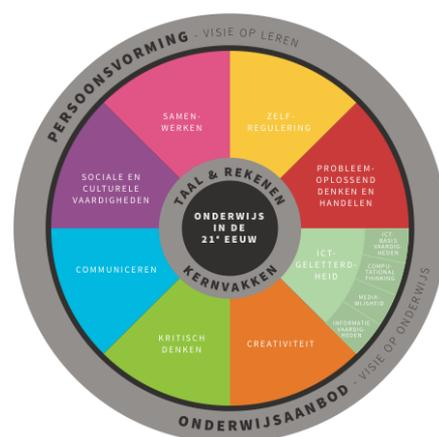 PERSOONSVORMING - VISIE OP LEREN
SAMEN-
WERKEN
ZELF-
REGULERING
SOCIALE EN
CULTURELE
VAARDIGHEDEN
PROBLEEM-
OPLOSSEND
DENKEN EN
HANDELEN
TAAL & REKENEN
ONDERWIJS
IN DE
21e EEUW
KERNVAKKEN
COMMUNICEREN
ICT-
GELETTERD-
HEID
ICT-
BASIS
VAARDIG-
HEDEN
COMPU-
TATIONAL
THINKING
MEDIA-
WIJSHEID
INFORMATIE
VAARDIG-
HEDEN
KRITISCH
DENKEN
CREATIVITEIT
ONDERWIJSAANBOD - VISIE OP ONDERWIJS